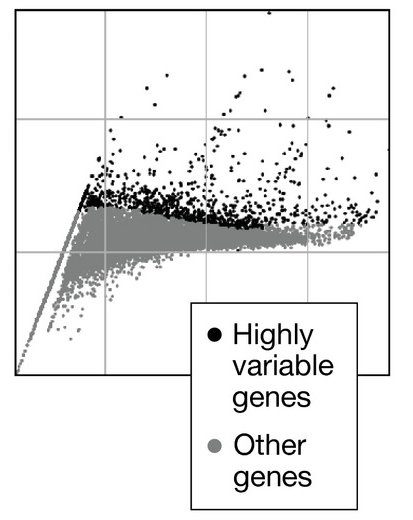 Highly
variable
genes
Other
genes